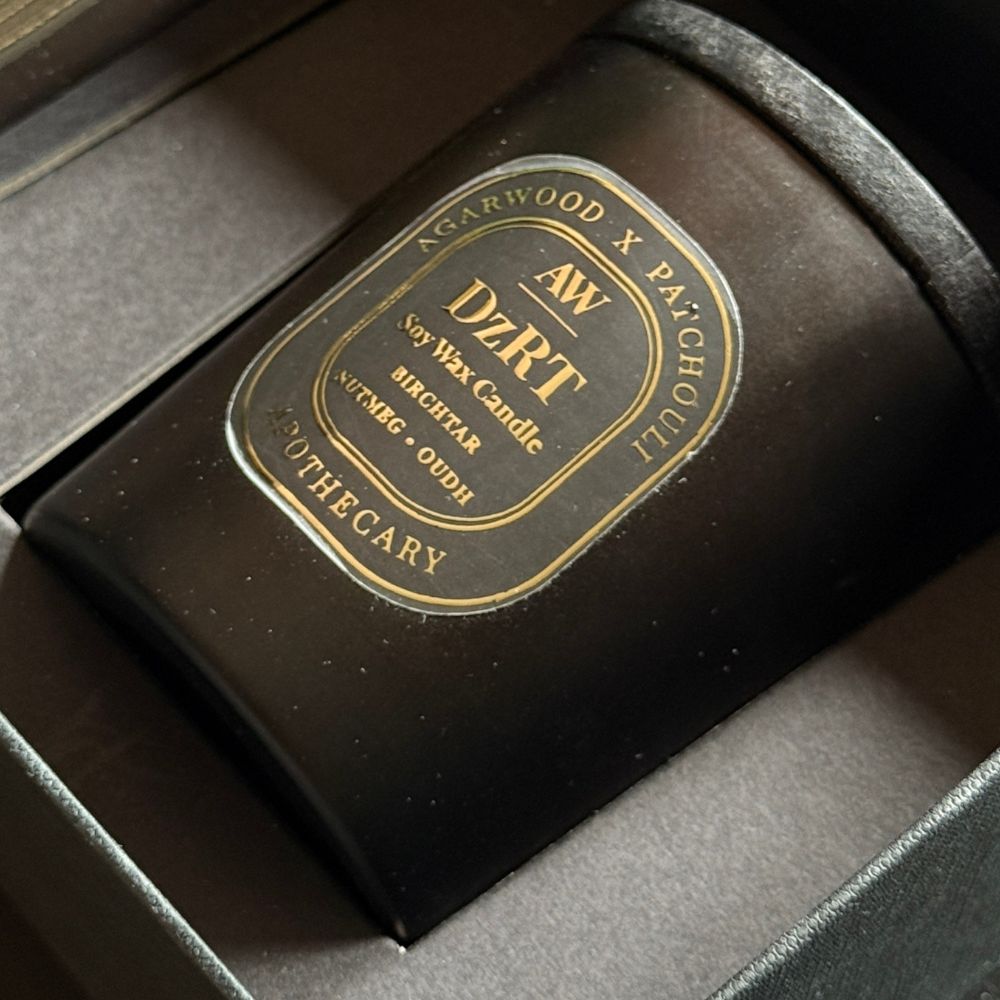 AGARWOOD X PATCHOULI
AW
DzRT
Soy Wax Candle
BIRCHTAR
NUTMEG • OUDH
APOTHECARY